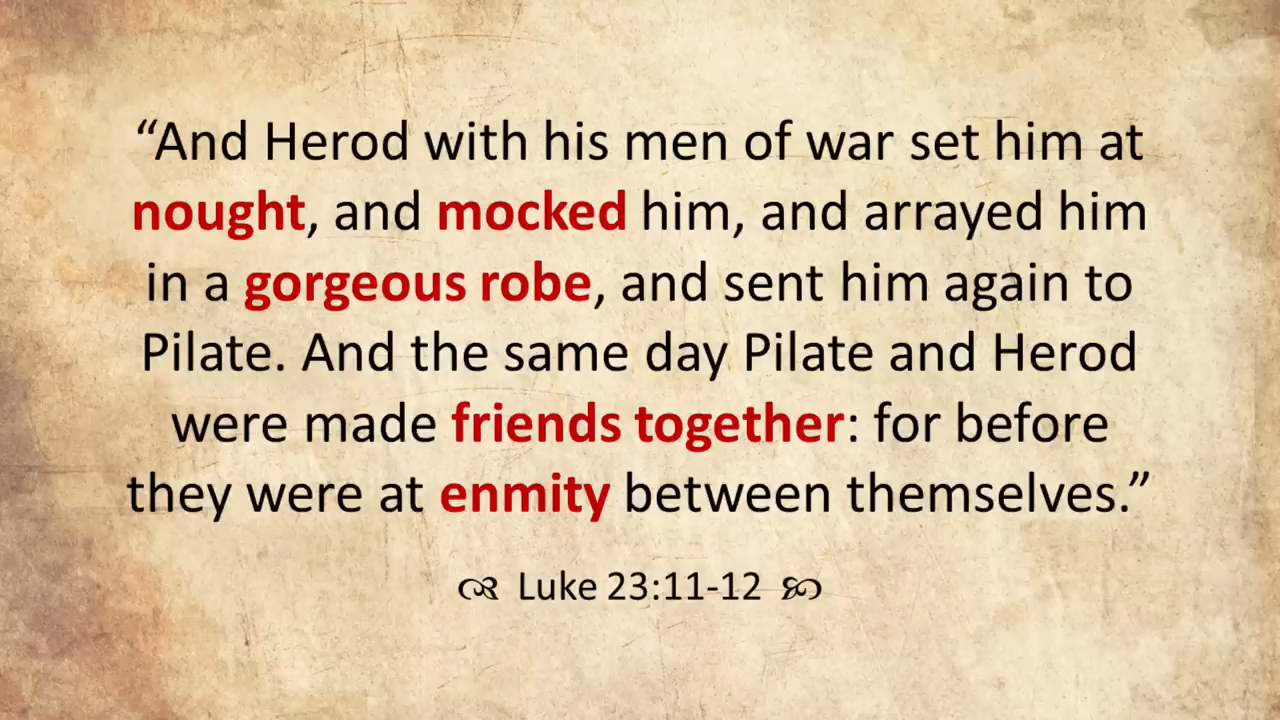 “And Herod with his men of war set him at
nought, and mocked him, and arrayed him
in a gorgeous robe, and sent him again to
Pilate. And the same day Pilate and Herod
were made friends together: for before
they were at enmity between themselves.”
Luke 23:11-12